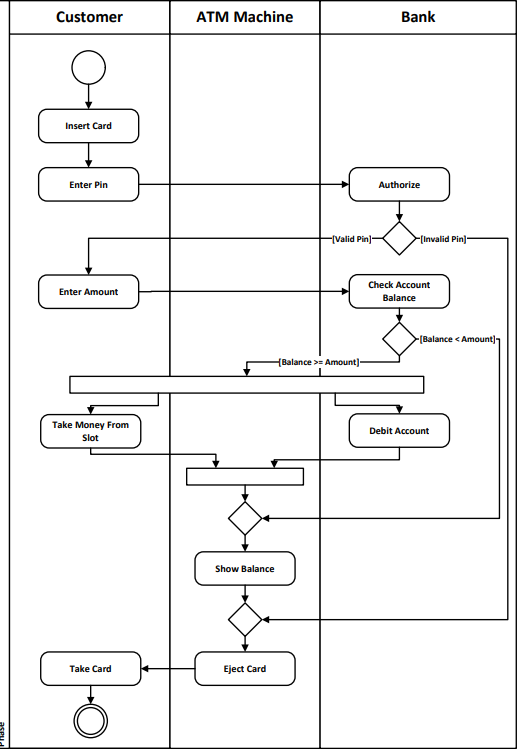 Customer
ATM Machine
Bank
Insert Card
Enter Pin
Authorize
[Valid Pin]
[Invalid Pin]
Enter Amount
Check Account
Balance
[Balance < Amount]
[Balance >= Amount]
Take Money From
Slot
Debit Account
Show Balance
Take Card
Eject Card
Phase